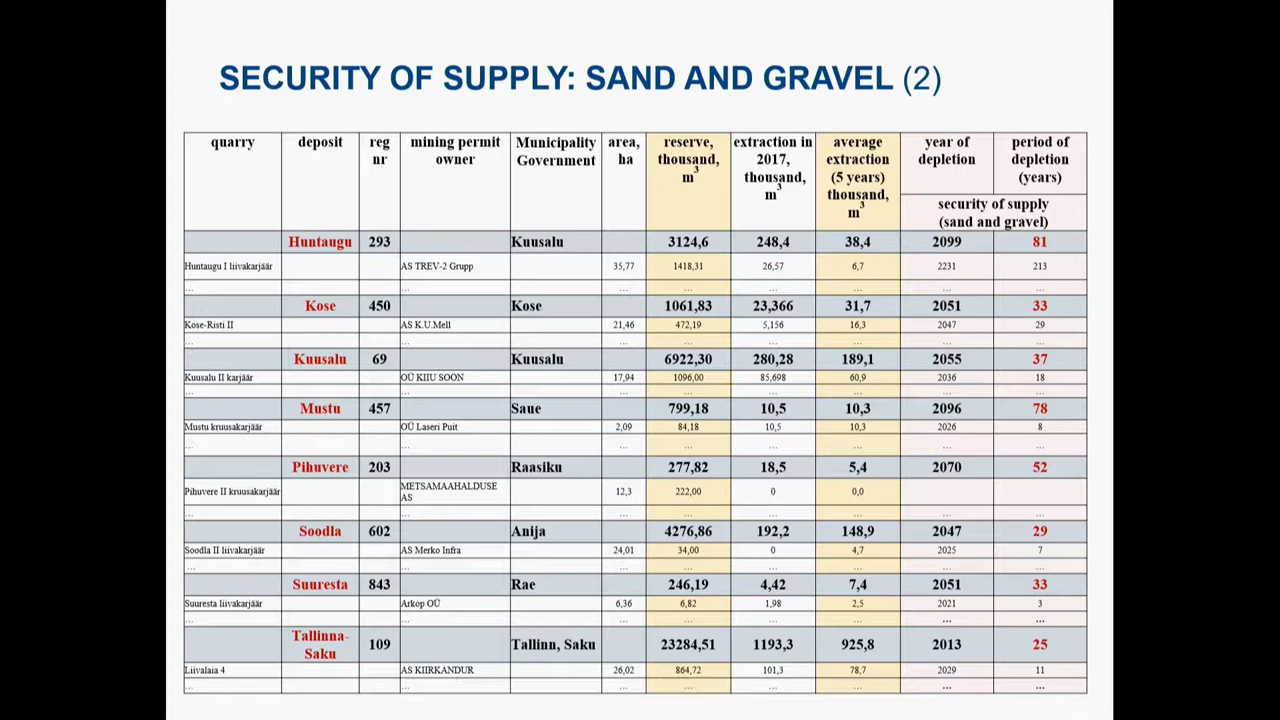 SECURITY OF SUPPLY: SAND AND GRAVEL (2)
quarry deposit reg nr mining permit owner Municipality Government area, ha reserve, thousand, m³ extraction in 2017, thousand, m³ average extraction (5 years) thousand, m³ year of depletion period of depletion (years)
security of supply (sand and gravel)
Huntaugu 293 Kuusalu 3124,6 248,4 38,4 2099 81
Huntaugu I liivakarjäär AS TREV-2 Grupp 35,77 1418,31 26,57 6,7 2231 213
... ... ... ... ... ... ... ...
Kose 450 Kose 1061,83 23,366 31,7 2051 33
Kose-Risti II AS K.U.Mell 21,46 472,19 5,156 16,3 2047 29
... ... ... ... ... ... ... ...
Kuusalu 69 Kuusalu 6922,30 280,28 189,1 2055 37
Kuusalu II karjäär OÜ KIIU SOON 17,94 1096,00 85,698 60,9 2036 18
... ... ... ... ... ... ... ...
Mustu 457 Saue 799,18 10,5 10,3 2096 78
Mustu kruusakarjäär OÜ Laseri Puit 2,09 84,18 10,5 10,3 2026 8
... ... ... ... ... ... ... ...
Pihuvere 203 Raasiku 277,82 18,5 5,4 2070 52
Pihuvere II kruusakarjäär METSAMAAHALDUSE AS 12,3 222,00 0 0,0
... ... ... ... ... ... ... ...
Soodla 602 Anija 4276,86 192,2 148,9 2047 29
Soodla II liivakarjäär AS Merko Infra 24,01 34,00 0 4,7 2025 7
... ... ... ... ... ... ... ...
Suuresta 843 Rae 246,19 4,42 7,4 2051 33
Suuresta liivakarjäär Arkop OÜ 6,36 6,82 1,98 2,5 2021 3
... ... ... ... ... ... ... ...
Tallinna-Saku 109 Tallinn, Saku 23284,51 1193,3 925,8 2013 25
Liivalaia 4 AS KIIRKANDUR 26,02 864,72 101,3 78,7 2029 11
... ... ... ... ... ... ... ...